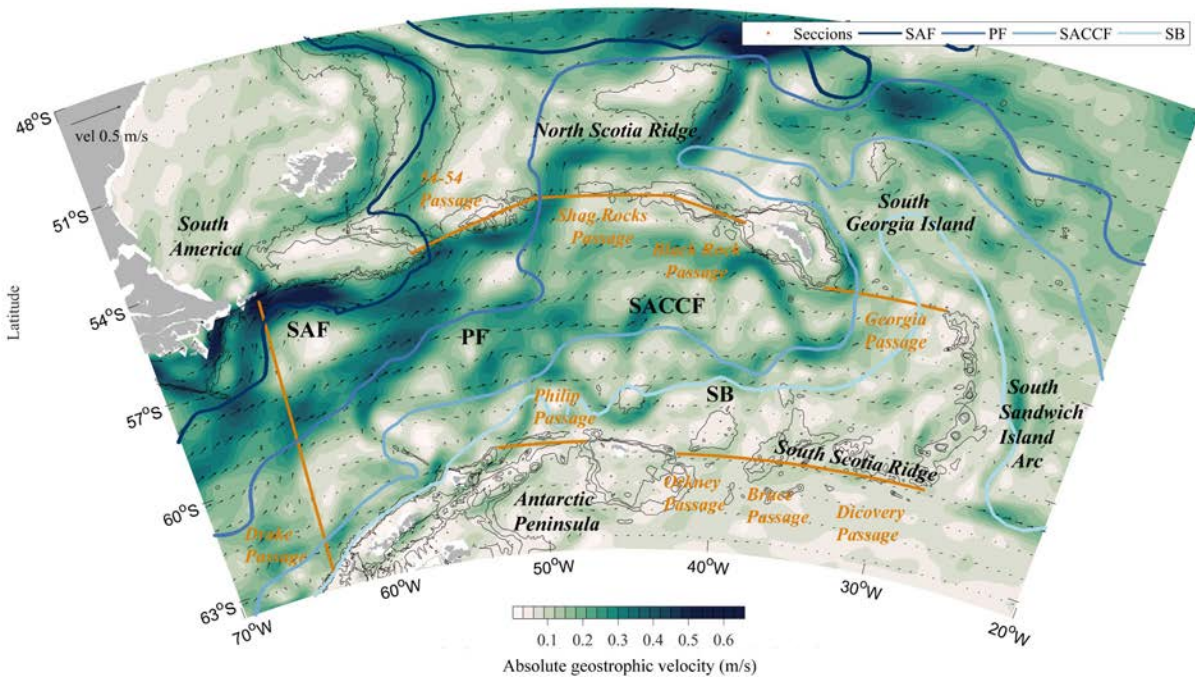 Seccions SAF PF SACCF SB
48°S
vel 0.5 m/s
North Scotia Ridge
54-54
Passage
51°S
South
America
Shag Rocks
Passage
South
Georgia Island
Black Rock
Passage
Latitude
54°S
SAF
PF
SACCF
Georgia
Passage
57°S
Philip
Passage
SB
South
Sandwich
Island
Arc
60°S
Drake
Passage
Antarctic
Peninsula
Orkney
Passage
South Scotia Ridge
Bruce
Passage
Dicovery
Passage
63°S
70°W
60°W
50°W
40°W
30°W
20°W
0.1 0.2 0.3 0.4 0.5 0.6
Absolute geostrophic velocity (m/s)